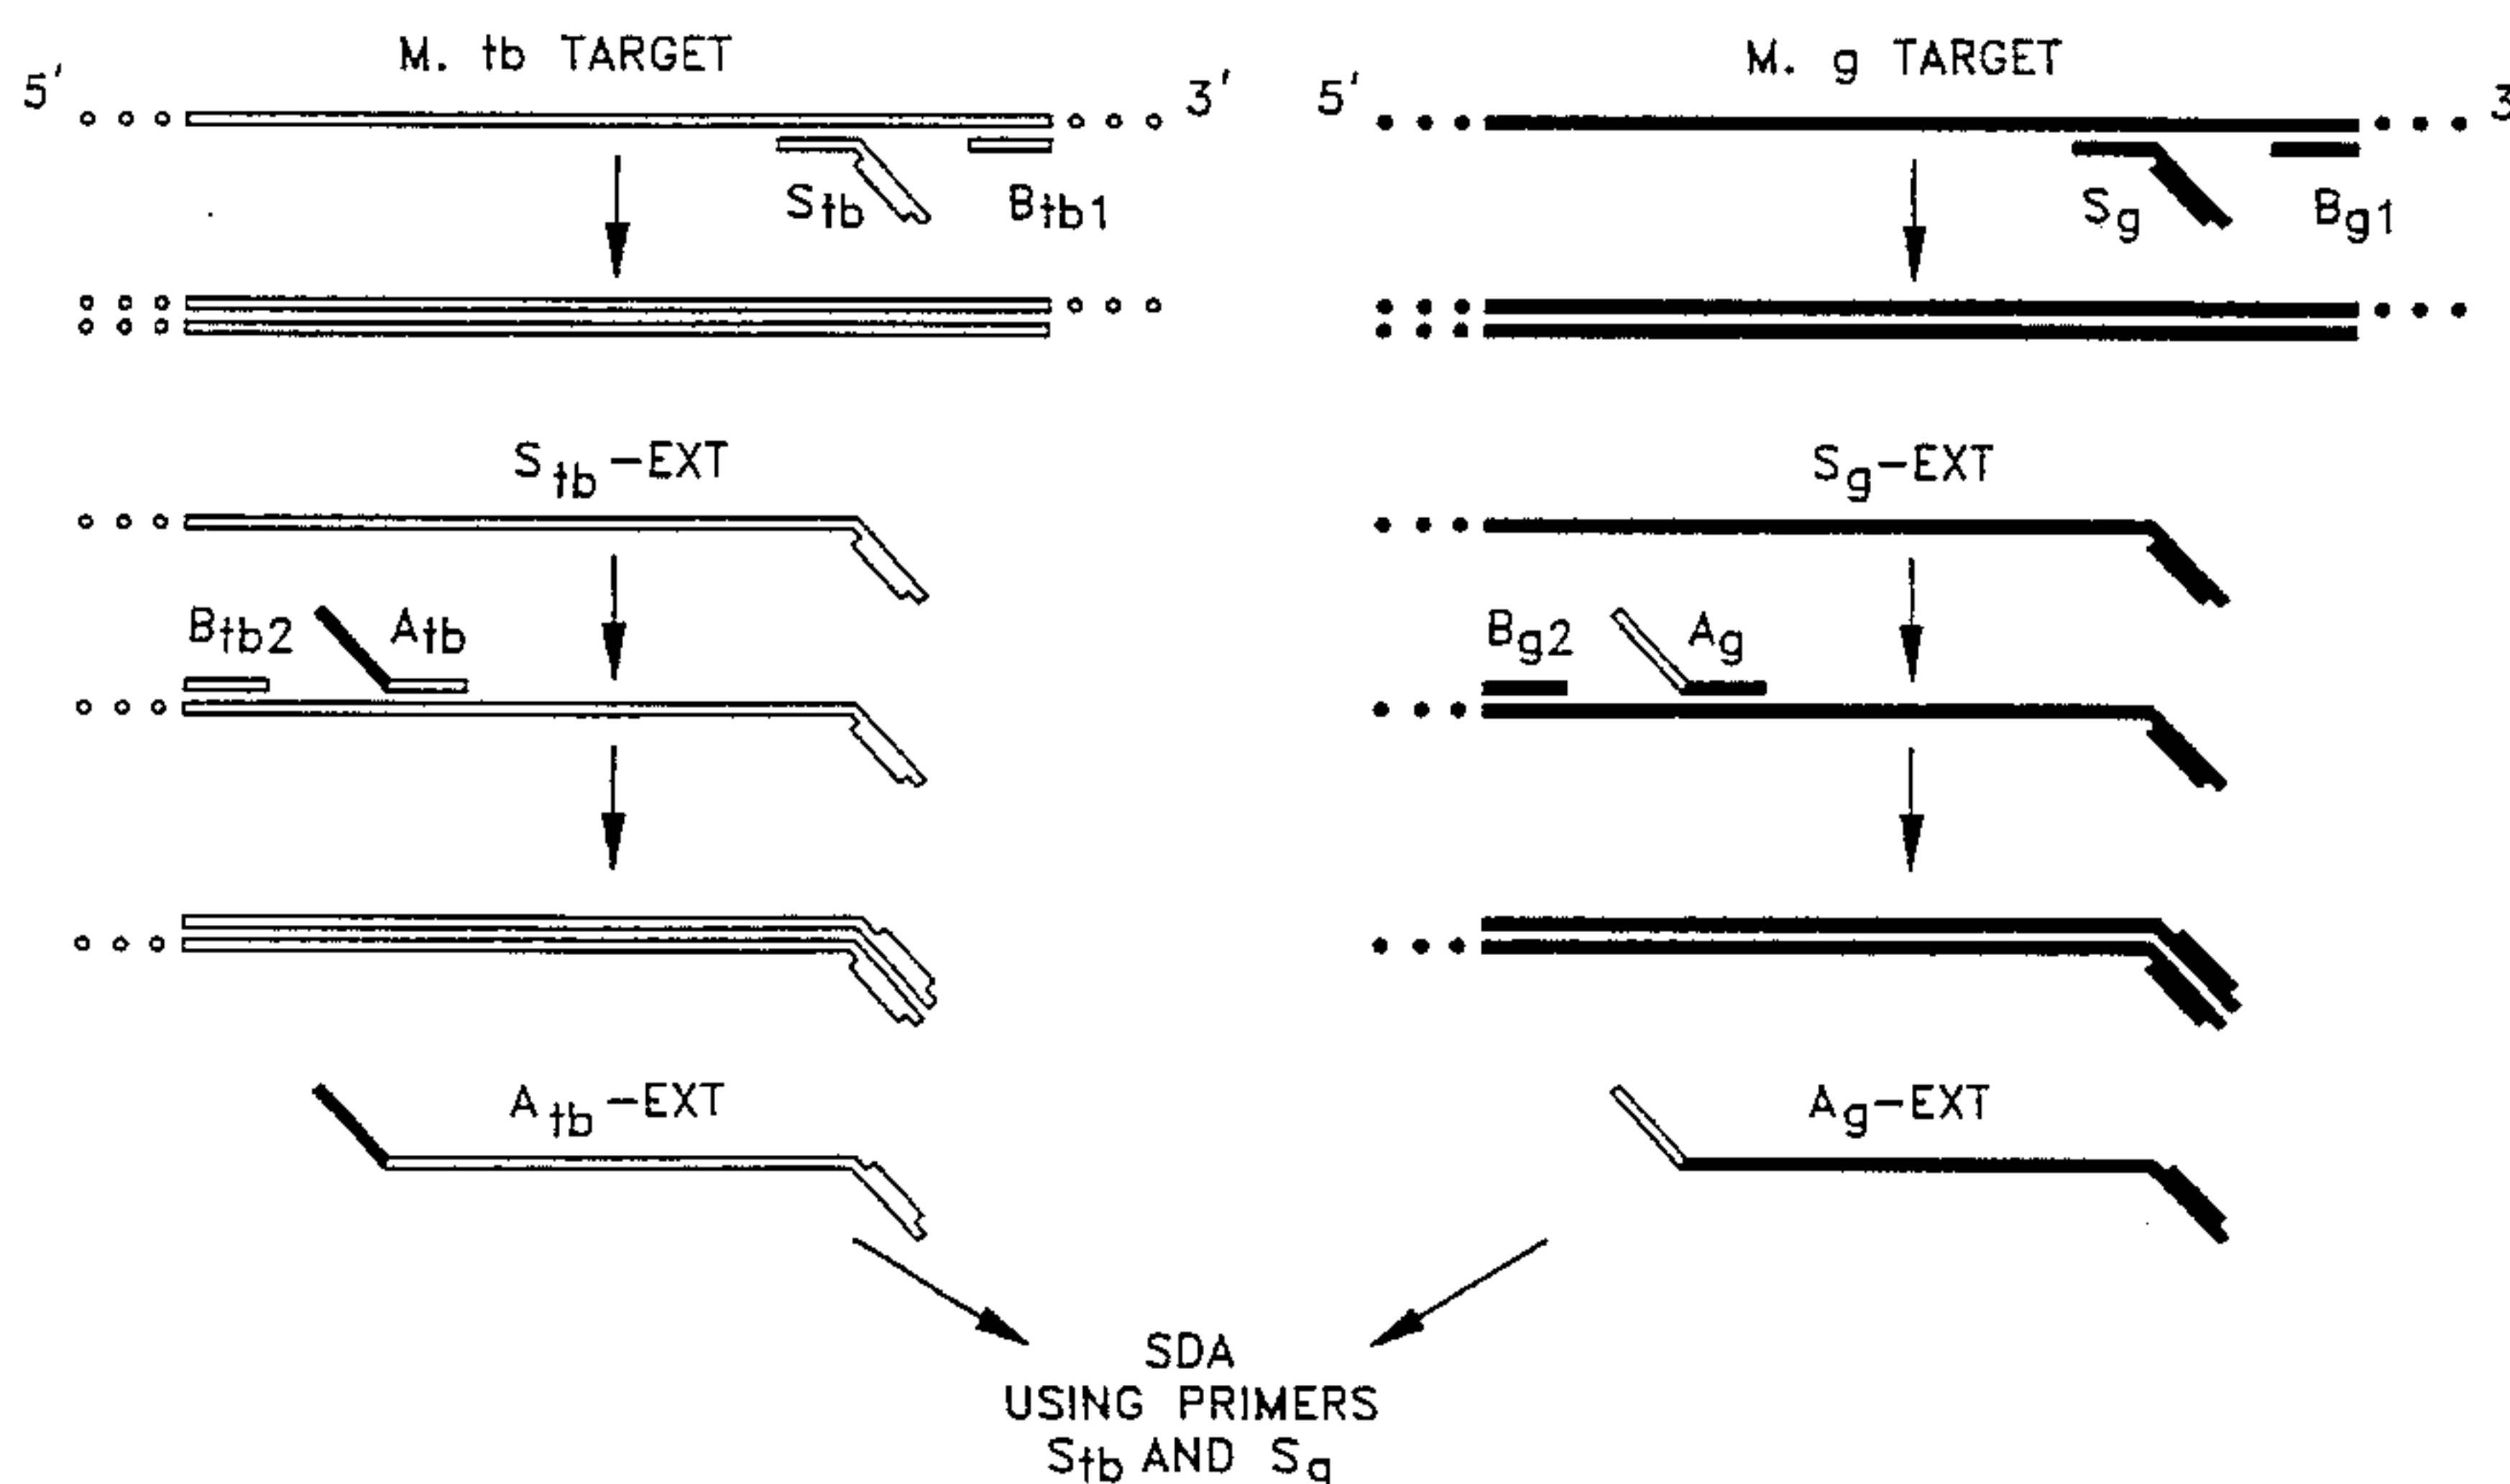 M. tb TARGET
5' 3'
Stb Btb1
Stb-EXT
Btb2 Atb
Atb-EXT
M. g TARGET
5' 3
Sg Bg1
Sg-EXT
Bg2 Ag
Ag-EXT
SDA
USING PRIMERS
Stb AND Sg